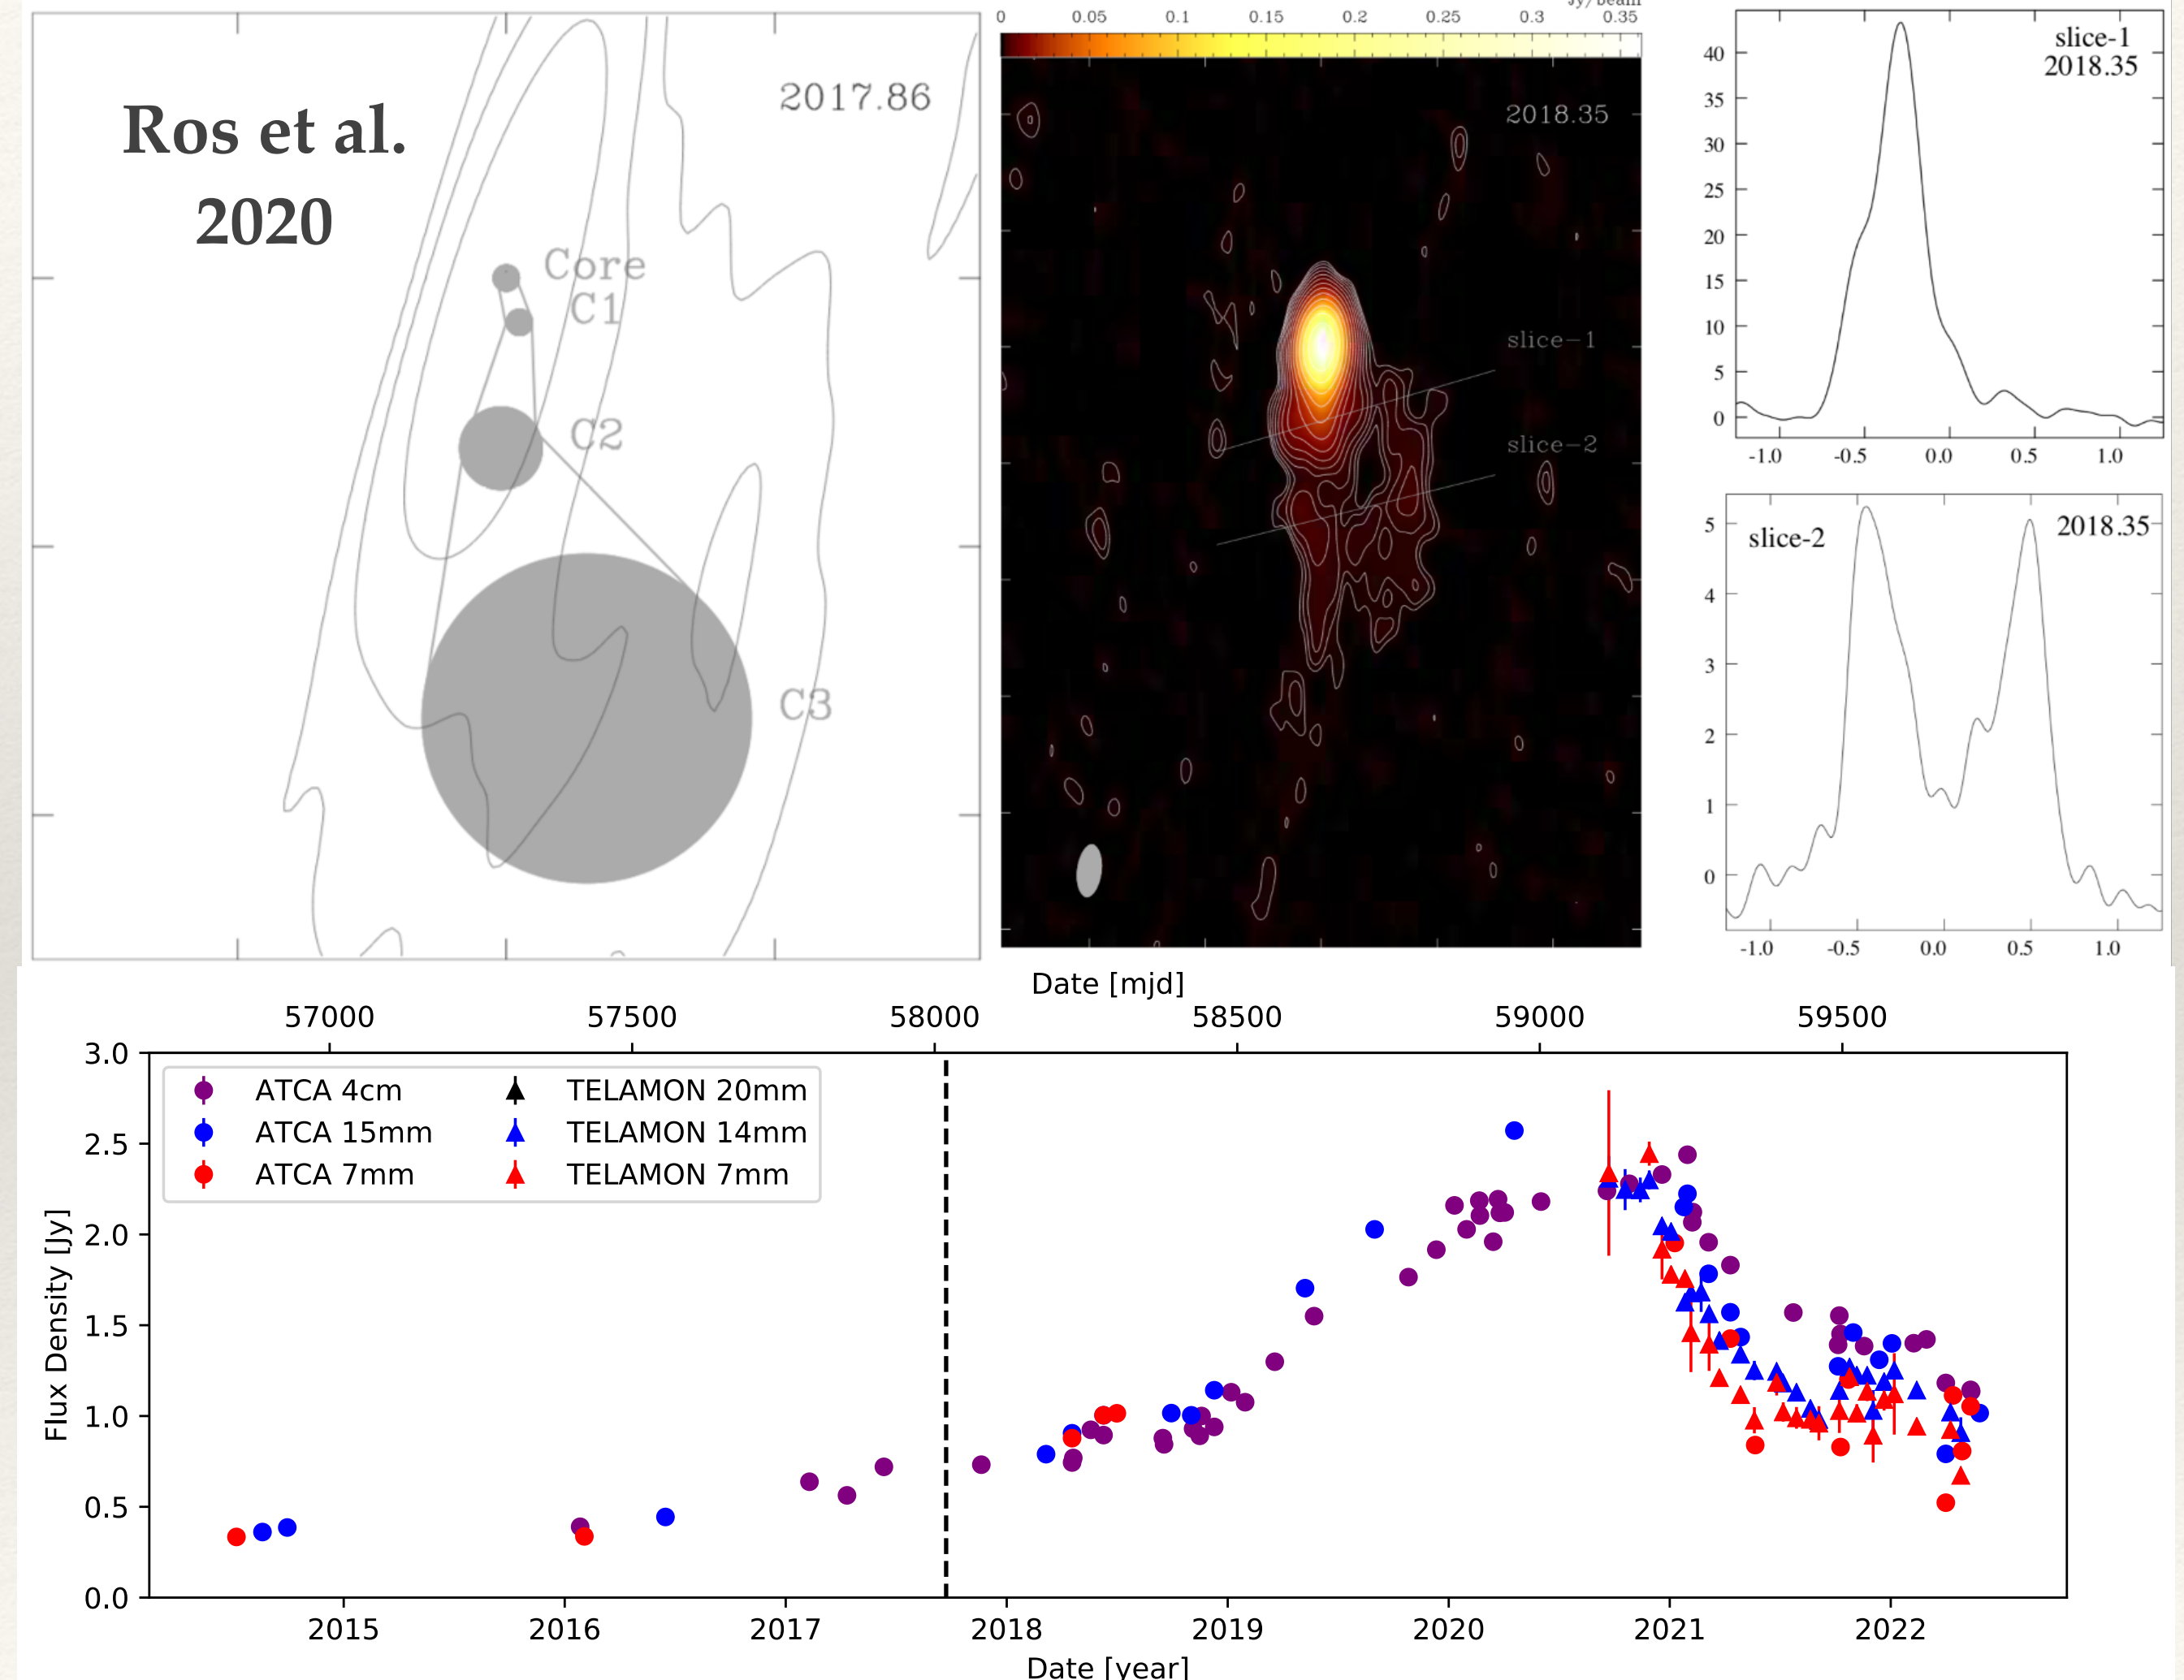 Ros et al.
2020
2017.86
Core
C1
C2
C3
Jy/beam
0 0.05 0.1 0.15 0.2 0.25 0.3 0.35
2018.35
slice-1
slice-2
slice-1
2018.35
40
35
30
25
20
15
10
5
0
-1.0 -0.5 0.0 0.5 1.0
slice-2
2018.35
5
4
3
2
1
0
-1.0 -0.5 0.0 0.5 1.0
Date [mjd]
57000 57500 58000 58500 59000 59500
Flux Density [Jy]
3.0
2.5
2.0
1.5
1.0
0.5
0.0
ATCA 4cm
ATCA 15mm
ATCA 7mm
TELAMON 20mm
TELAMON 14mm
TELAMON 7mm
2015 2016 2017 2018 2019 2020 2021 2022
Date [year]